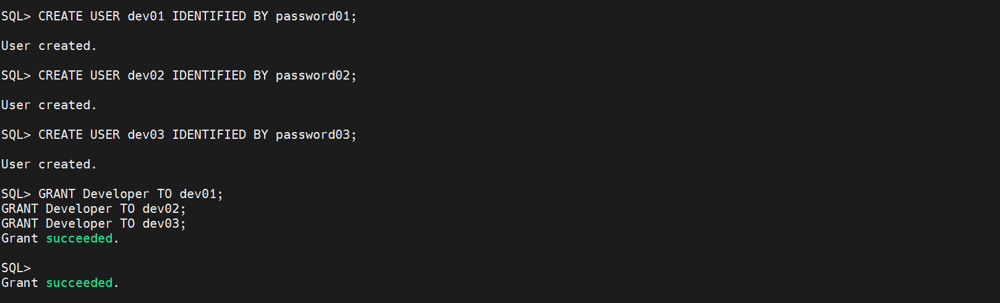 SQL> CREATE USER dev01 IDENTIFIED BY password01;
User created.
SQL> CREATE USER dev02 IDENTIFIED BY password02;
User created.
SQL> CREATE USER dev03 IDENTIFIED BY password03;
User created.
SQL> GRANT Developer TO dev01;
GRANT Developer TO dev02;
GRANT Developer TO dev03;
Grant succeeded.
SQL>
Grant succeeded.